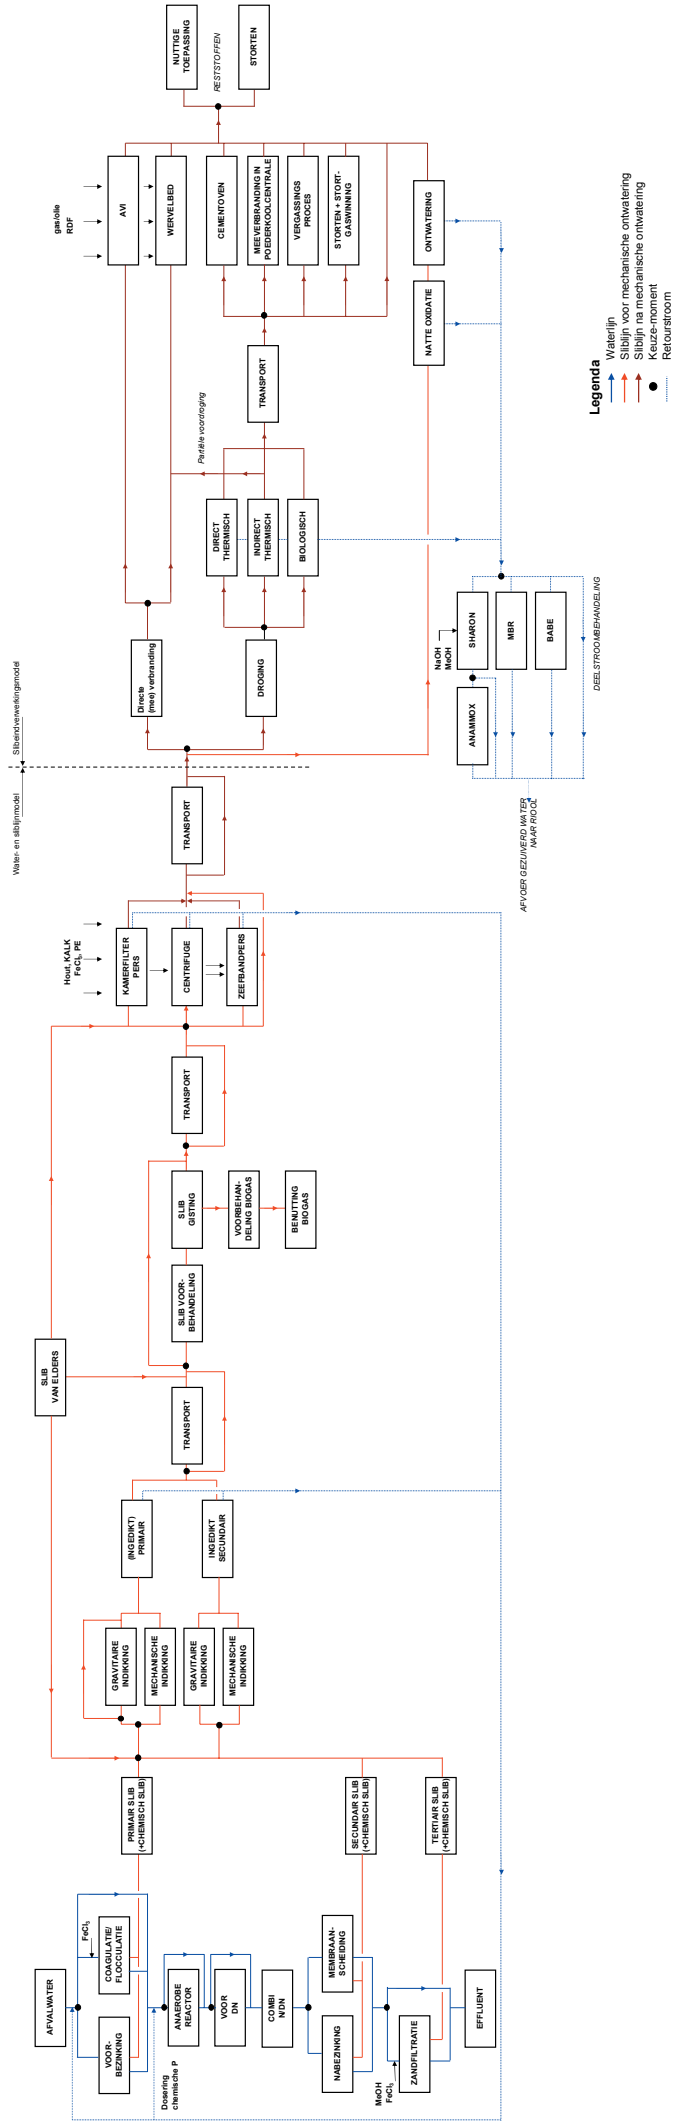 NUTTIGE
TOEPASSING
STORTEN
RESTSTOFFEN
gas/olie
RDF
AVI
WERVELBED
CEMENTOVEN
MEEVERBRANDING IN
POEDERKOOLCENTRALE
VERGASSINGS
PROCES
STORTEN + STORT-
GASWINNING
ONTWATERING
NATTE OXIDATIE
TRANSPORT
Partiële voordroging
DIRECT
THERMISCH
INDIRECT
THERMISCH
BIOLOGISCH
Directe
(mee) verbranding
DROGING
Legenda
Waterlijn
Sliblijn voor mechanische ontwatering
Sliblijn na mechanische ontwatering
Keuze-moment
Retourstroom
NaOH
MeOH
SHARON
MBR
BABE
ANAMMOX
DEELSTROOMBEHANDELING
AFVOER GEZUIVERD WATER
NAAR RIOOL
Slibeindverwerkingsmodel
Water- en sliblijnmodel
TRANSPORT
Hout, KALK
FeCl₃, PE
KAMERFILTER
PERS
CENTRIFUGE
ZEEFBANDPERS
TRANSPORT
SLIB
GISTING
VOORBEHAN-
DELING BIOGAS
BENUTTING
BIOGAS
SLIB VOOR-
BEHANDELING
SLIB
VAN ELDERS
TRANSPORT
(INGEDIKT)
PRIMAIR
INGEDIKT
SECUNDAIR
GRAVITAIRE
INDIKKING
MECHANISCHE
INDIKKING
GRAVITAIRE
INDIKKING
MECHANISCHE
INDIKKING
PRIMAIR SLIB
(+CHEMISCH SLIB)
SECUNDAIR SLIB
(+CHEMISCH SLIB)
TERTIAIR SLIB
(+CHEMISCH SLIB)
AFVALWATER
FeCl₃
COAGULATIE/
FLOCCULATIE
VOOR-
BEZINKING
Dosering
chemische P
ANAEROBE
REACTOR
VOOR
DN
COMBI
N/DN
MEMBRAAN-
SCHEIDING
NABEZINKING
MeOH
FeCl₃
ZANDFILTRATIE
EFFLUENT